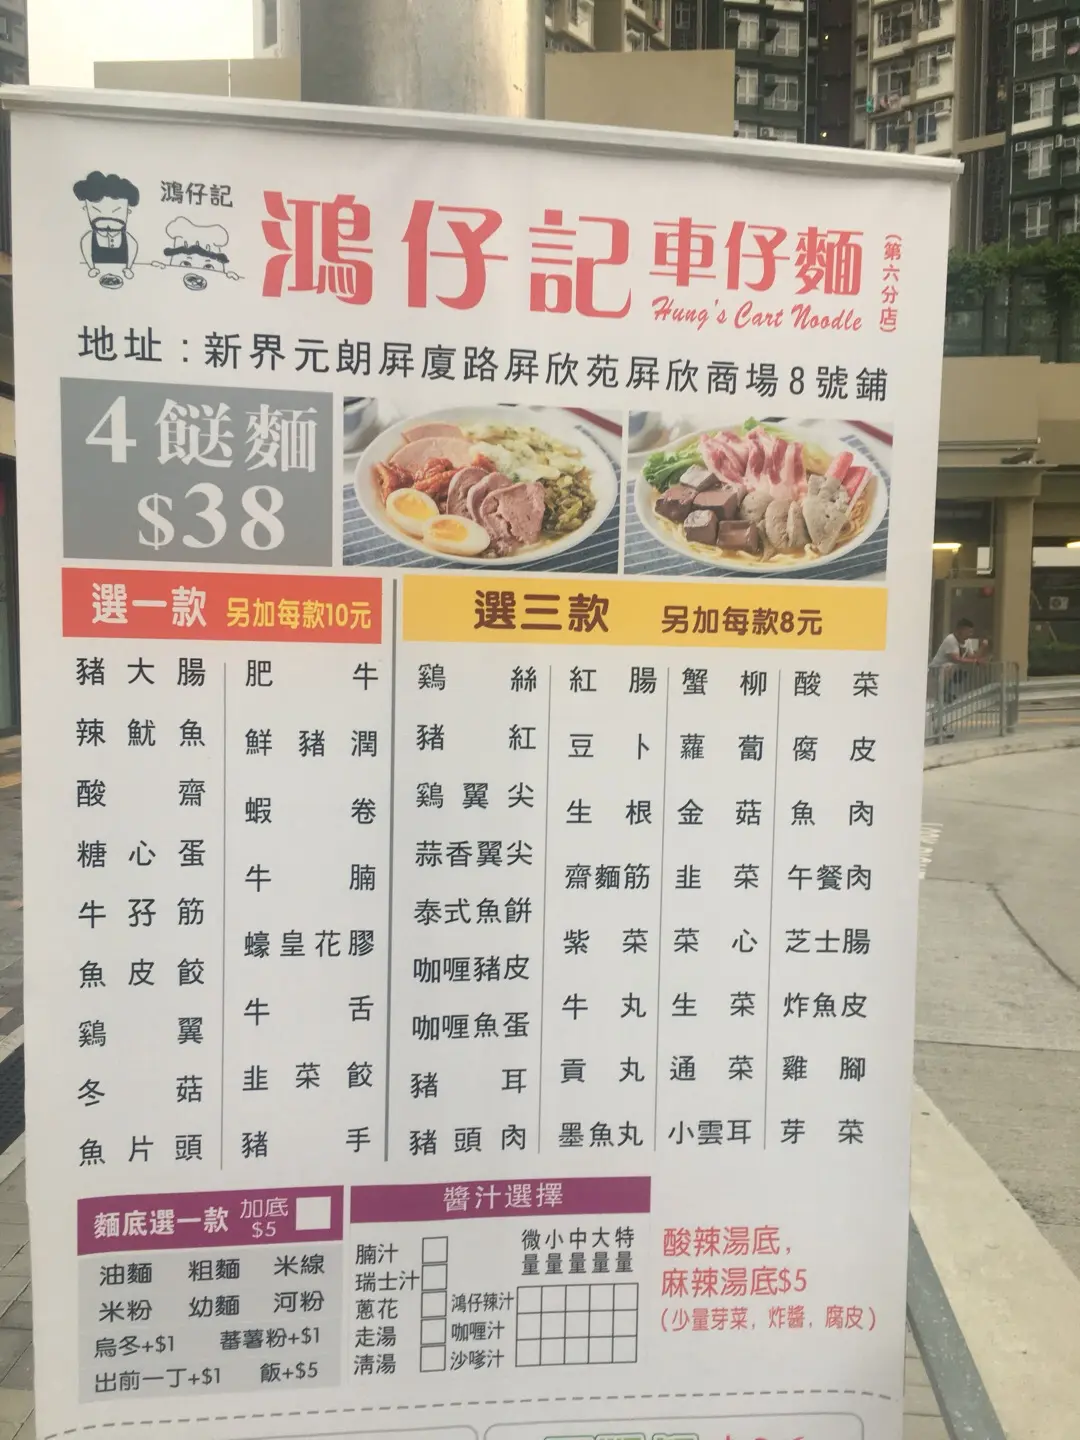 鴻仔記
鴻仔記車仔麵
(第六分店)
Hung's Cart Noodle
地址：新界元朗屏廈路屏欣苑屏欣商場8號鋪
4餸麵
$38
選一款 另加每款10元
豬大腸
辣魷魚
酸齋
糖心蛋
牛孖筋
魚皮餃
鷄翼
冬菇
魚片頭
肥牛
鮮豬潤
蝦卷
牛腩
蠔皇花膠
牛舌
韭菜餃
豬手
選三款 另加每款8元
鷄絲
豬紅
鷄翼尖
蒜香翼尖
泰式魚餅
咖喱豬皮
咖喱魚蛋
豬耳
豬頭肉
紅腸
豆卜
生根
齋麵筋
紫菜
牛丸
貢丸
墨魚丸
蟹柳
蘿蔔
金菇
韭菜
菜心
生菜
通菜
小雲耳
酸菜
腐皮
魚肉
午餐肉
芝士腸
炸魚皮
雞腳
芽菜
麵底選一款 加底 $5
油麵 粗麵 米線
米粉 幼麵 河粉
烏冬+$1 蕃薯粉+$1
出前一丁+$1 飯+$5
醬汁選擇
腩汁
瑞士汁
蔥花
走湯
清湯
微量 小量 中量 大量 特量
鴻仔辣汁
咖喱汁
沙嗲汁
酸辣湯底，
麻辣湯底$5
(少量芽菜，炸醬，腐皮)